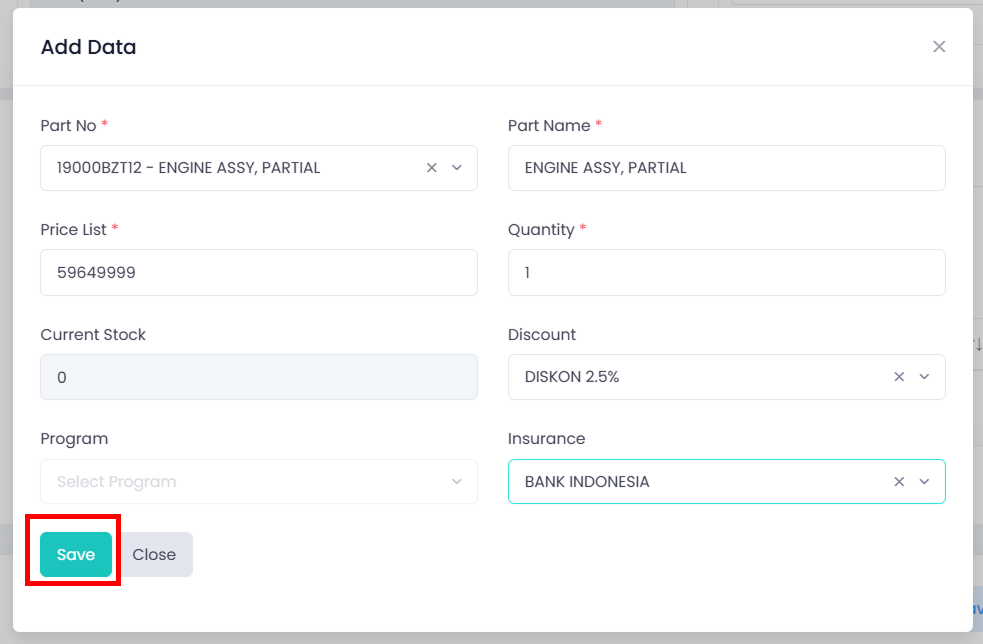 Add Data
Part No *
Part Name *
19000BZT12 - ENGINE ASSY, PARTIAL
ENGINE ASSY, PARTIAL
Price List *
Quantity *
59649999
1
Current Stock
Discount
0
DISKON 2.5%
Program
Insurance
Select Program
BANK INDONESIA
Save
Close